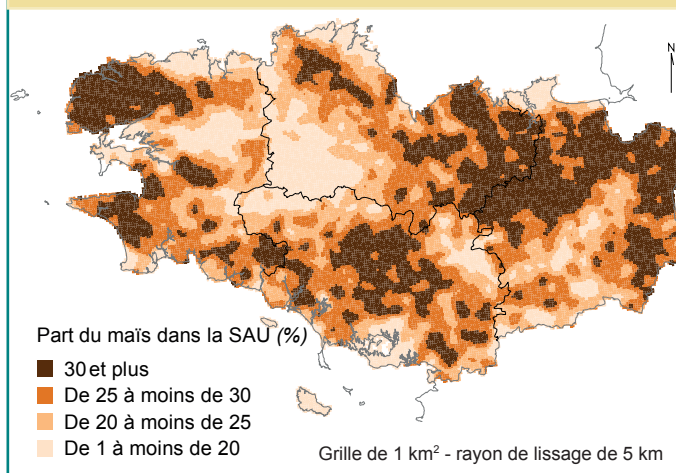 N
Part du maïs dans la SAU (%)
30 et plus
De 25 à moins de 30
De 20 à moins de 25
De 1 à moins de 20
Grille de 1 km² - rayon de lissage de 5 km